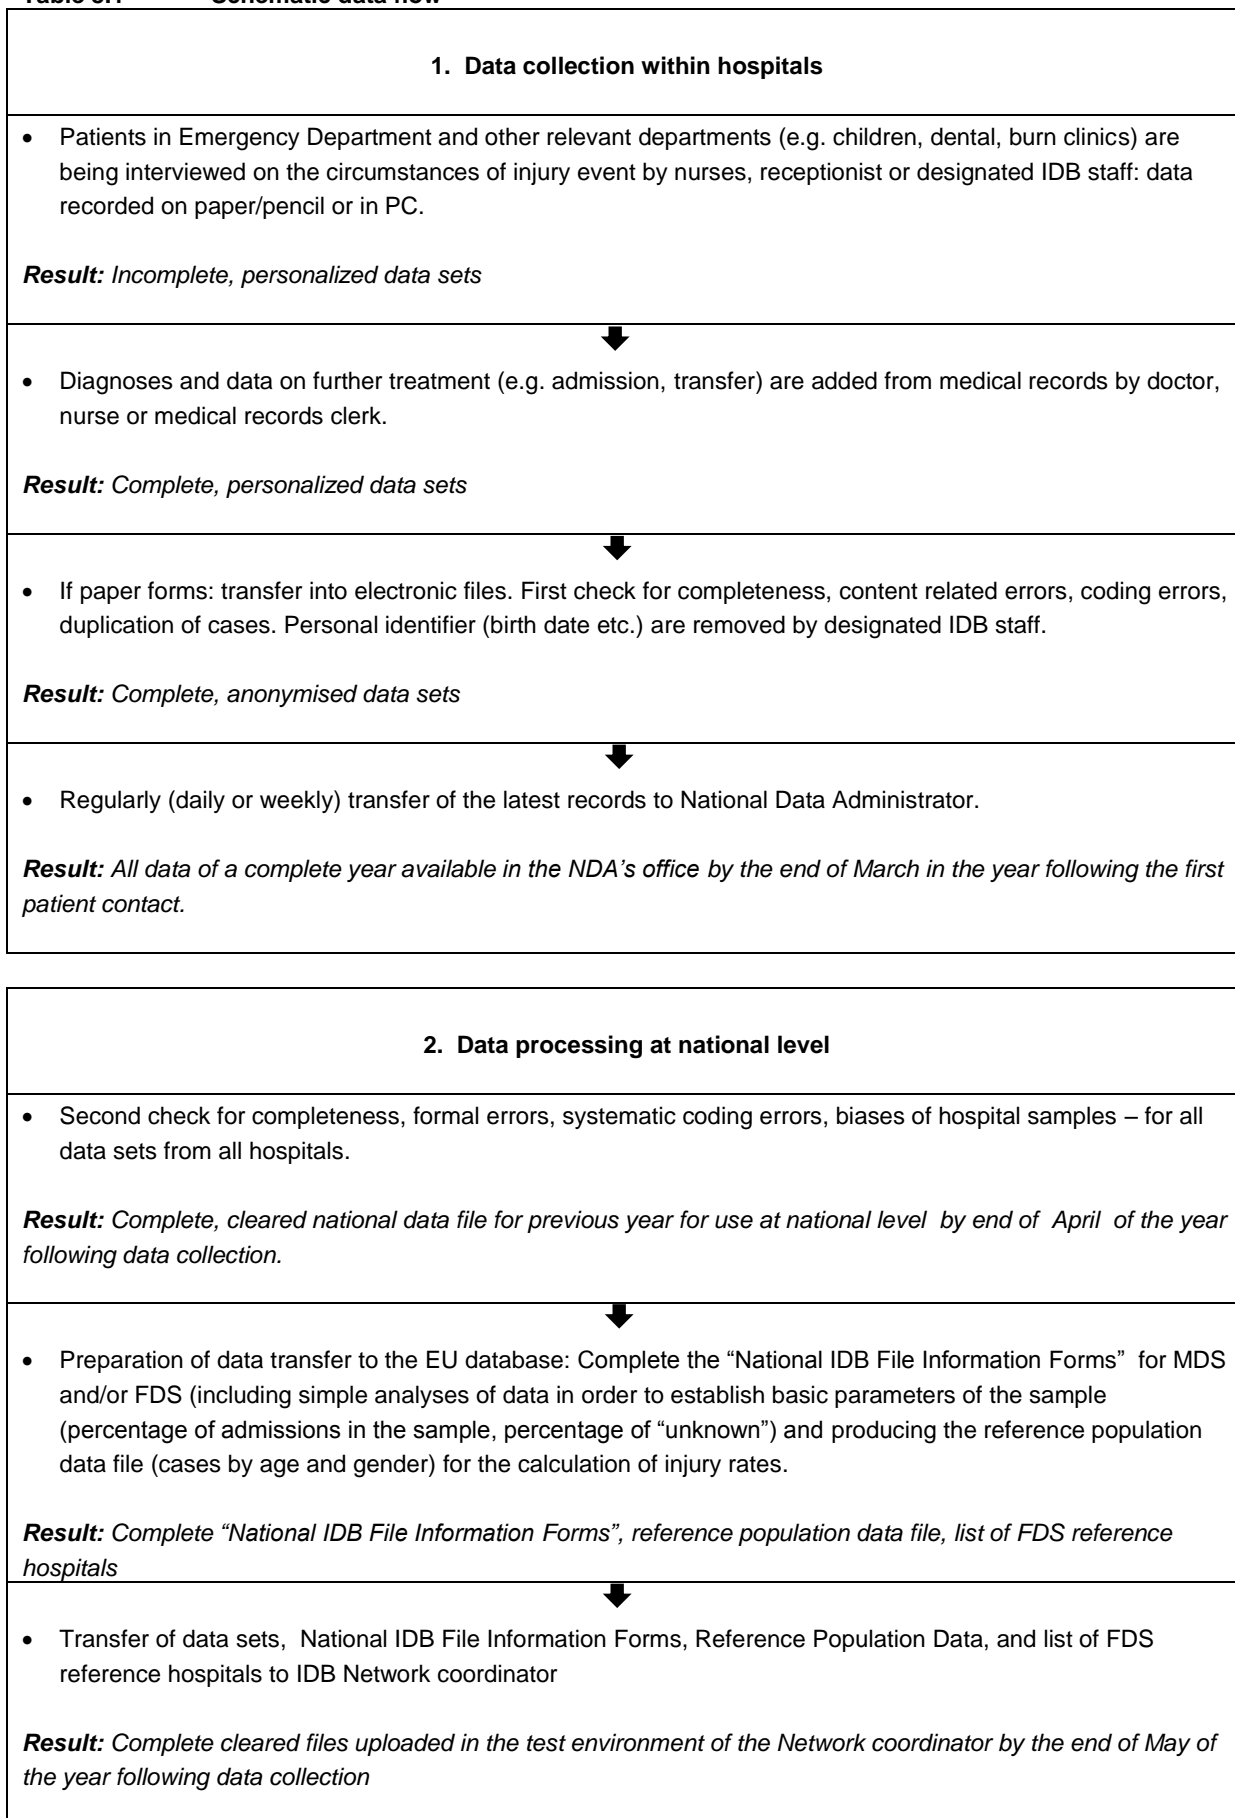 1. Data collection within hospitals
• Patients in Emergency Department and other relevant departments (e.g. children, dental, burn clinics) are
being interviewed on the circumstances of injury event by nurses, receptionist or designated IDB staff: data
recorded on paper/pencil or in PC.
Result: Incomplete, personalized data sets
• Diagnoses and data on further treatment (e.g. admission, transfer) are added from medical records by doctor,
nurse or medical records clerk.
Result: Complete, personalized data sets
• If paper forms: transfer into electronic files. First check for completeness, content related errors, coding errors,
duplication of cases. Personal identifier (birth date etc.) are removed by designated IDB staff.
Result: Complete, anonymised data sets
• Regularly (daily or weekly) transfer of the latest records to National Data Administrator.
Result: All data of a complete year available in the NDA’s office by the end of March in the year following the first
patient contact.
2. Data processing at national level
• Second check for completeness, formal errors, systematic coding errors, biases of hospital samples – for all
data sets from all hospitals.
Result: Complete, cleared national data file for previous year for use at national level by end of April of the year
following data collection.
• Preparation of data transfer to the EU database: Complete the “National IDB File Information Forms” for MDS
and/or FDS (including simple analyses of data in order to establish basic parameters of the sample
(percentage of admissions in the sample, percentage of “unknown”) and producing the reference population
data file (cases by age and gender) for the calculation of injury rates.
Result: Complete “National IDB File Information Forms”, reference population data file, list of FDS reference
hospitals
• Transfer of data sets, National IDB File Information Forms, Reference Population Data, and list of FDS
reference hospitals to IDB Network coordinator
Result: Complete cleared files uploaded in the test environment of the Network coordinator by the end of May of
the year following data collection